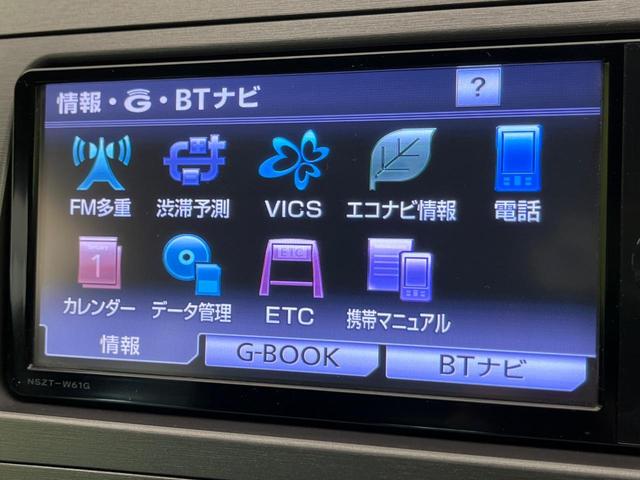 情報・G・BTナビ ?
FM多重 渋滞予測 VICS エコナビ情報 電話
1 ETC
カレンダー データ管理 ETC 携帯マニュアル
情報 G-BOOK BTナビ
NSZT-W61G